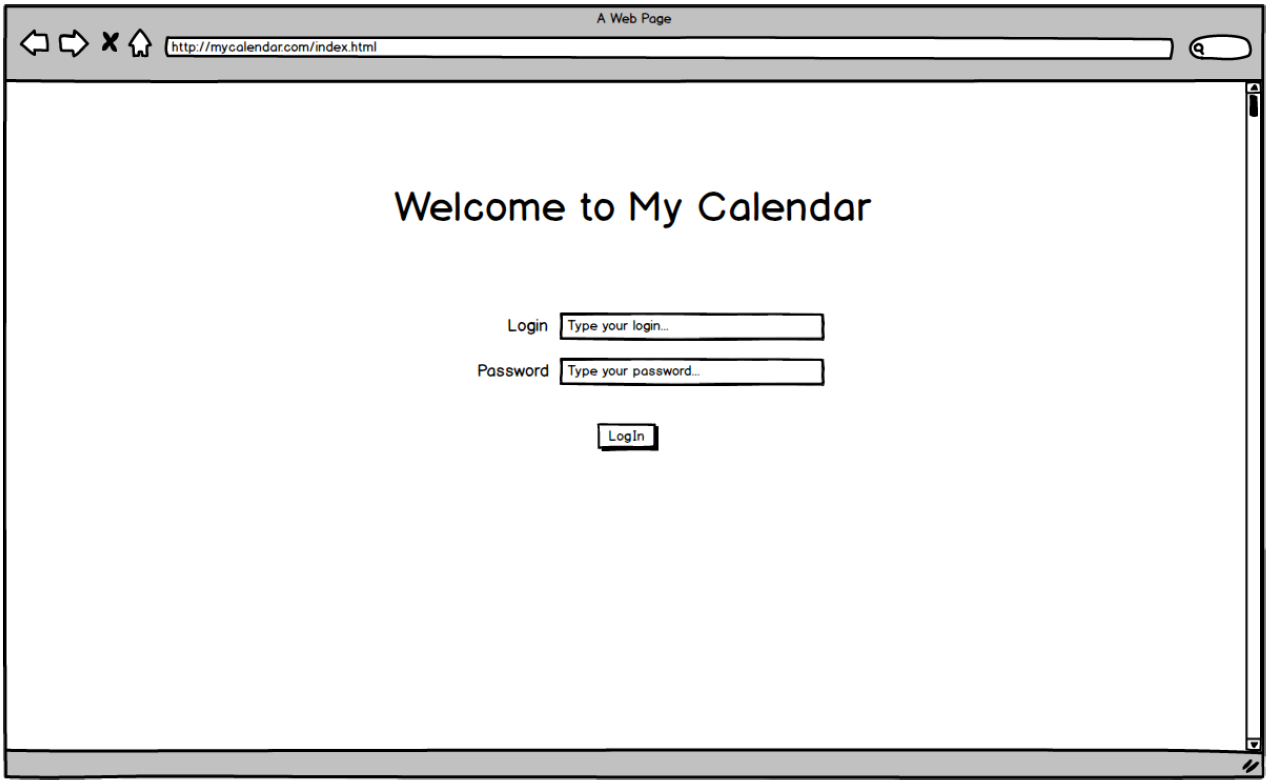 A Web Page
http://mycalendar.com/index.html
Welcome to My Calendar
Login Type your login...
Password Type your password...
LogIn